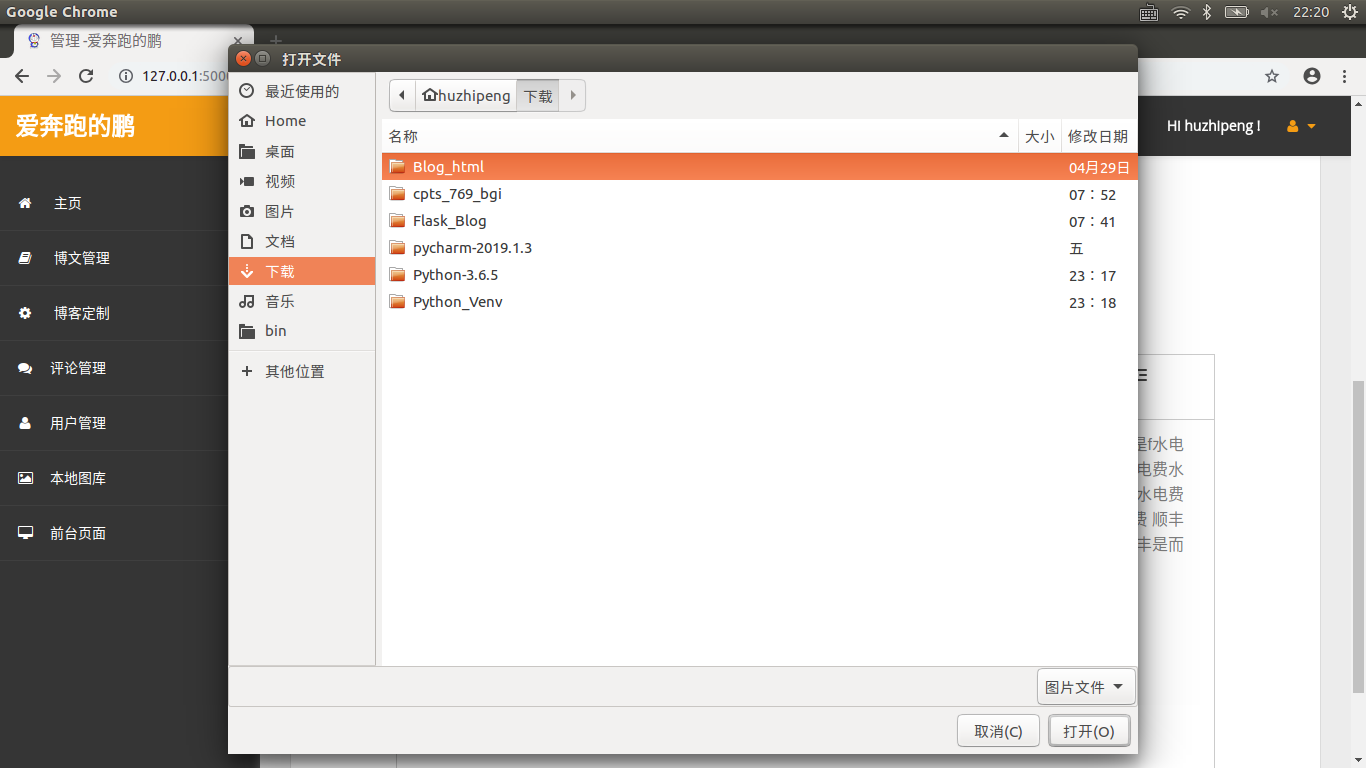 Google Chrome
22:20
管理 -爱奔跑的鹏
127.0.0.1:500
爱奔跑的鹏
Hi huzhipeng !
主页
博文管理
博客定制
评论管理
用户管理
本地图库
前台页面
打开文件
最近使用的
Home
桌面
视频
图片
文档
下载
音乐
bin
其他位置
huzhipeng 下载
名称 大小 修改日期
Blog_html 04月29日
cpts_769_bgi 07：52
Flask_Blog 07：41
pycharm-2019.1.3 五
Python-3.6.5 23：17
Python_Venv 23：18
图片文件
取消(C) 打开(O)
是f水电
电费水
水电费
费 顺丰
丰是而